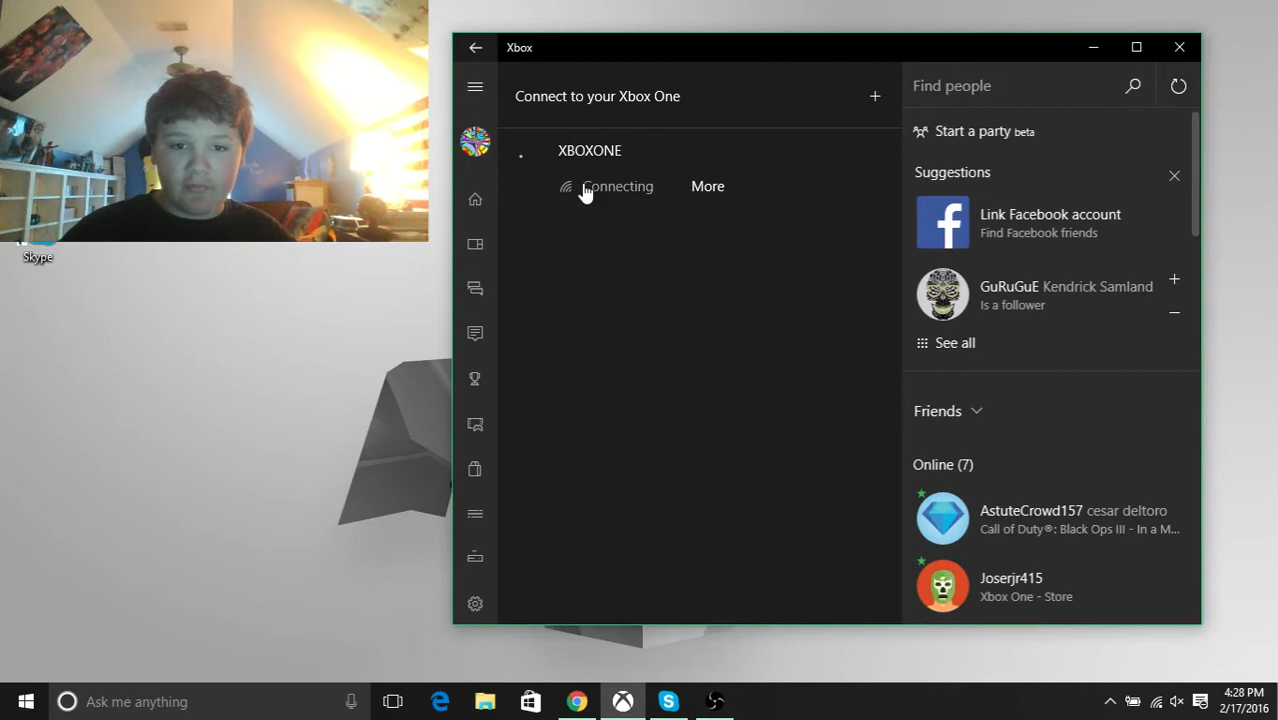 Xbox
Connect to your Xbox One
+
XBOXONE
Connecting
More
Find people
Start a party beta
Suggestions
Link Facebook account
Find Facebook friends
GuRuGuE Kendrick Samland
Is a follower
See all
Friends
Online (7)
AstuteCrowd157 cesar deltoro
Call of Duty®: Black Ops III - In a M...
Joserjr415
Xbox One - Store
Skype
Ask me anything
4:28 PM
2/17/2016